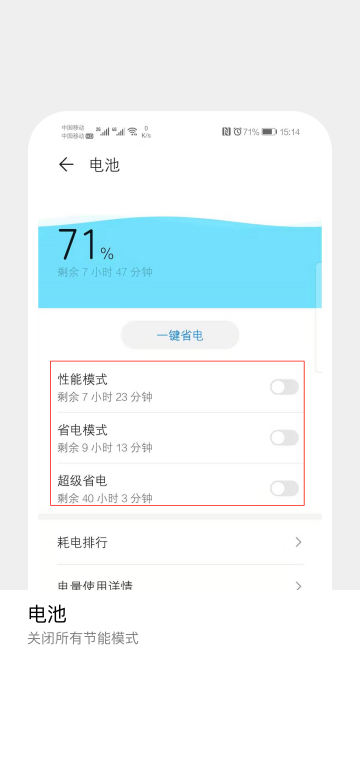 中国移动
中国移动 HD
0
K/s
71% 15:14
电池
71%
剩余 7 小时 47 分钟
一键省电
性能模式
剩余 7 小时 23 分钟
省电模式
剩余 9 小时 13 分钟
超级省电
剩余 40 小时 3 分钟
耗电排行
电量使用详情
电池
关闭所有节能模式